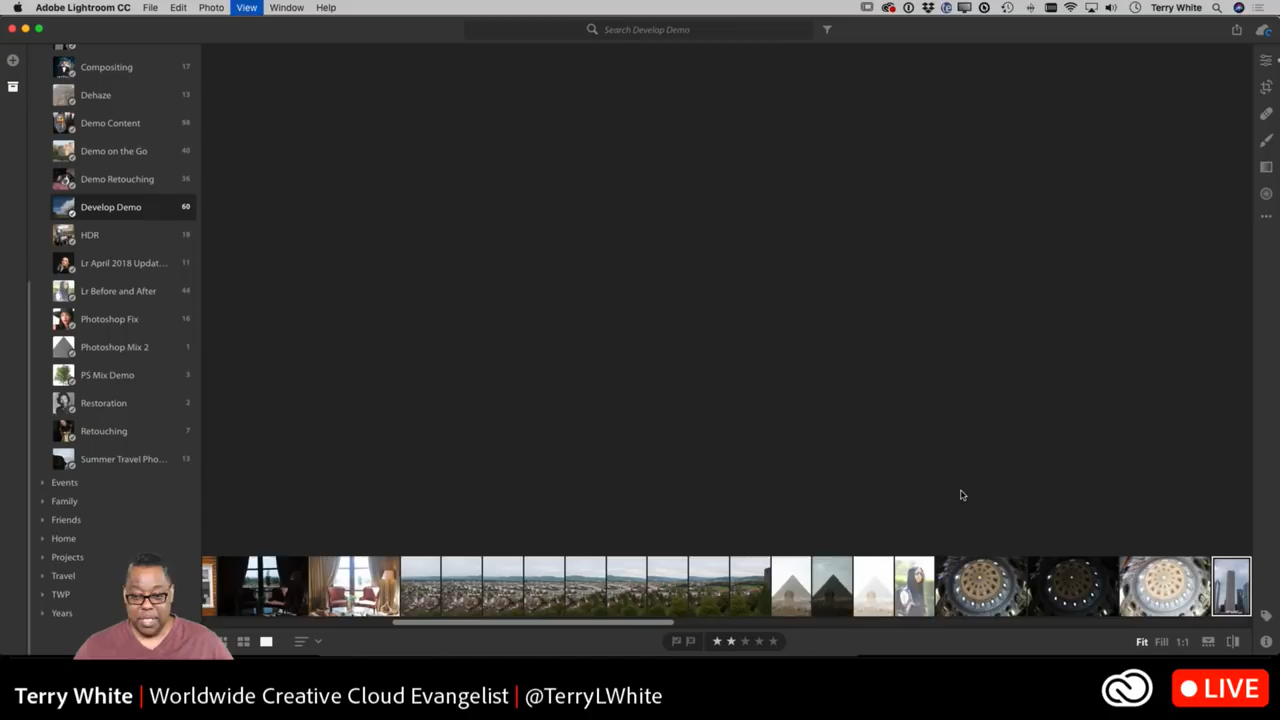 Adobe Lightroom CC File Edit Photo View Window Help Terry White
Search Develop Demo
Compositing 17
Dehaze 13
Demo Content 98
Demo on the Go 40
Demo Retouching 36
Develop Demo 60
HDR 19
Lr April 2018 Updat... 11
Lr Before and After 44
Photoshop Fix 16
Photoshop Mix 2 1
PS Mix Demo 3
Restoration 2
Retouching 7
Summer Travel Pho... 13
Events
Family
Friends
Home
Projects
Travel
TWP
Years
Fit Fill 1:1
Terry White | Worldwide Creative Cloud Evangelist | @TerryLWhite
LIVE